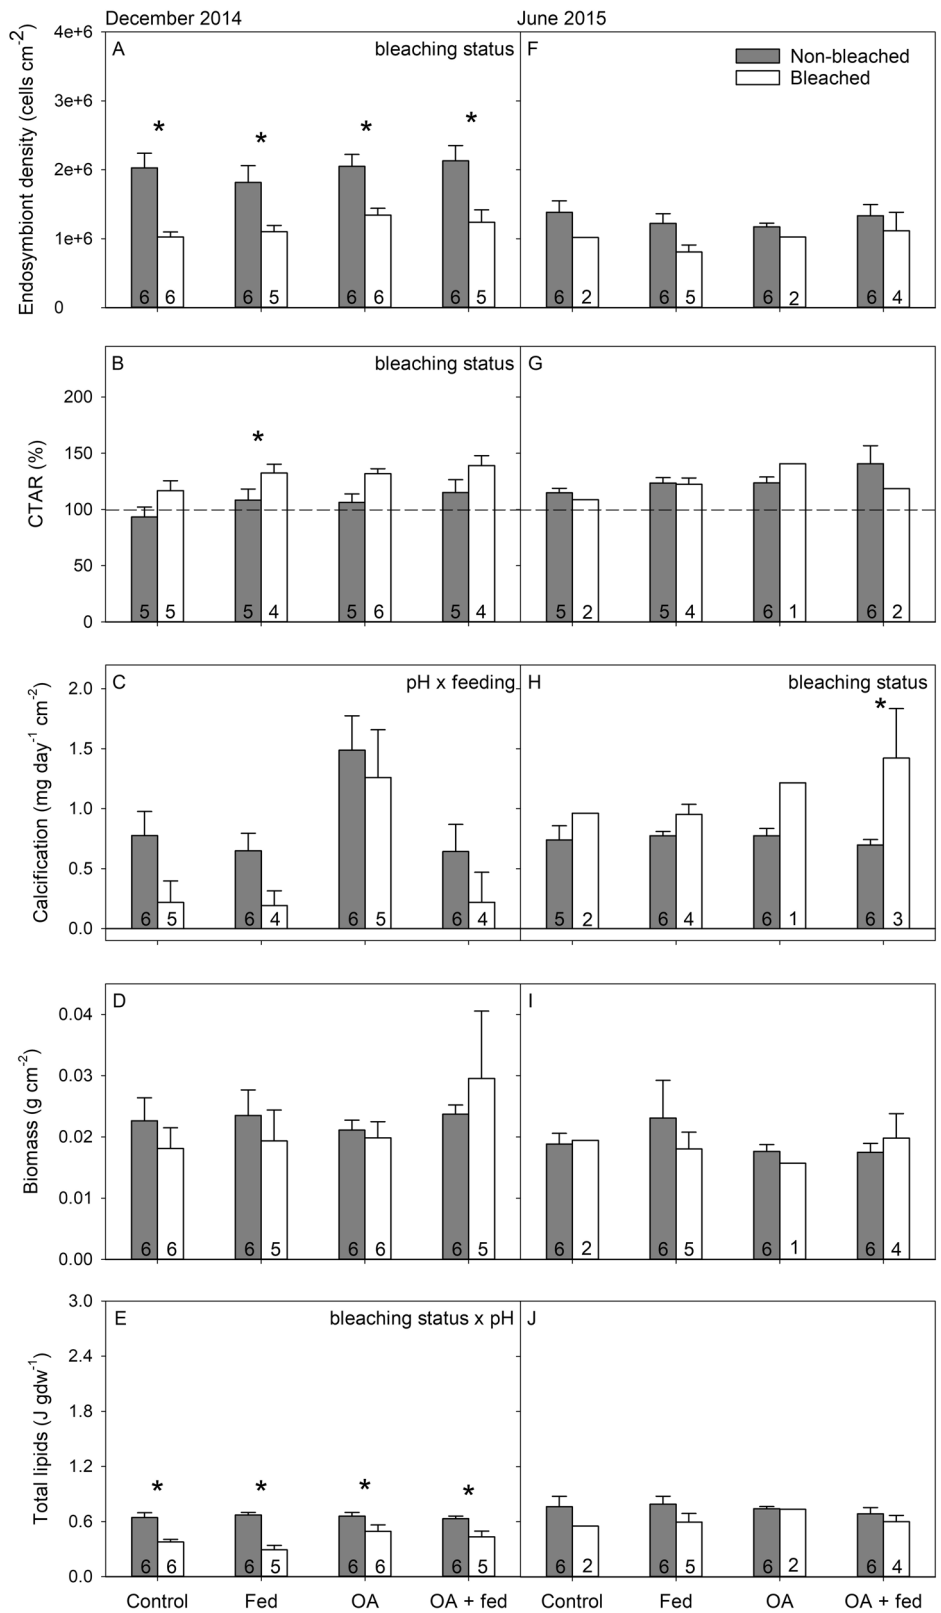 December 2014
June 2015
Endosymbiont density (cells cm-2)
4e+6
3e+6
2e+6
1e+6
0
A
bleaching status
* * * *
6 6 6 5 6 6 6 5
F
Non-bleached
Bleached
6 2 6 5 6 2 6 4
CTAR (%)
200
150
100
50
0
B
bleaching status
*
5 5 5 4 5 6 5 4
G
5 2 5 4 6 1 6 2
Calcification (mg day-1 cm-2)
2.0
1.5
1.0
0.5
0.0
C
pH x feeding
6 5 6 4 6 5 6 4
H
bleaching status
*
5 2 6 4 6 1 6 3
Biomass (g cm-2)
0.04
0.03
0.02
0.01
0.00
D
6 6 6 5 6 6 6 5
I
6 2 6 5 6 1 6 4
Total lipids (J gdw-1)
3.0
2.4
1.8
1.2
0.6
0.0
E
bleaching status x pH
* * * *
6 6 6 5 6 6 6 5
J
6 2 6 5 6 2 6 4
Control Fed OA OA + fed Control Fed OA OA + fed